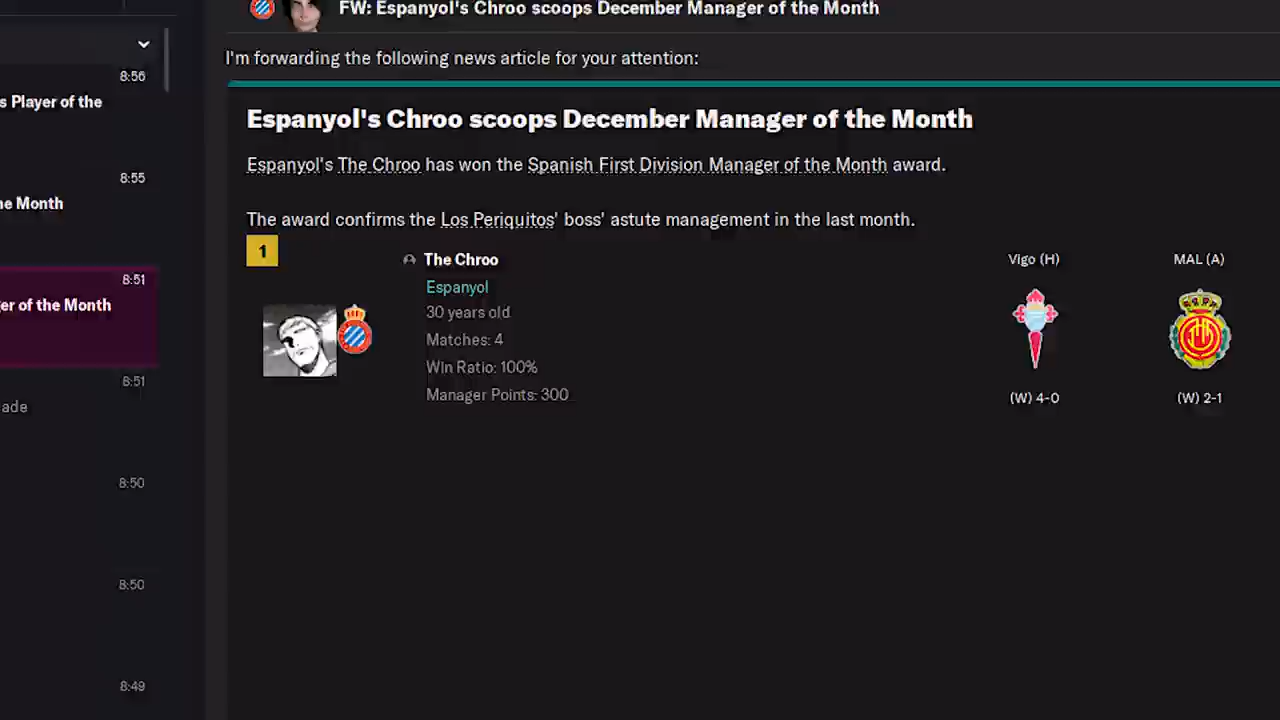 FW: Espanyol's Chroo scoops December Manager of the Month
I'm forwarding the following news article for your attention:
8:56
s Player of the
8:55
he Month
8:51
ger of the Month
8:51
ade
8:50
8:50
8:49
Espanyol's Chroo scoops December Manager of the Month
Espanyol's The Chroo has won the Spanish First Division Manager of the Month award.
The award confirms the Los Periquitos' boss' astute management in the last month.
1
The Chroo
Espanyol
30 years old
Matches: 4
Win Ratio: 100%
Manager Points: 300
Vigo (H)
(W) 4-0
MAL (A)
(W) 2-1